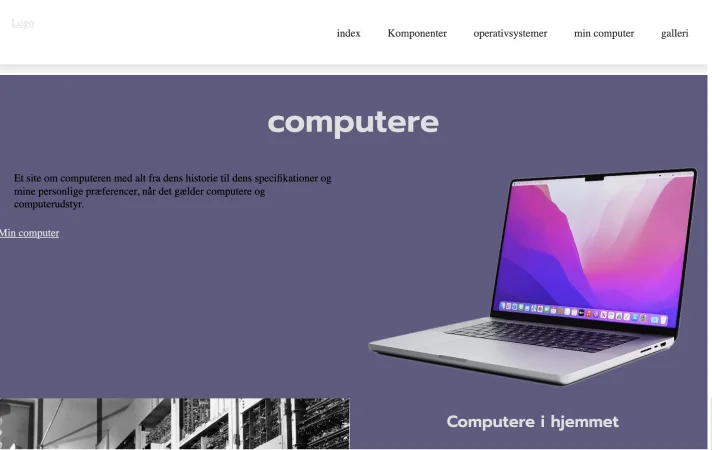 Logo
index Komponenter operativsystemer min computer galleri
computere
Et site om computeren med alt fra dens historie til dens specifikationer og
mine personlige præferencer, når det gælder computere og
computerudstyr.
Min computer
Computere i hjemmet